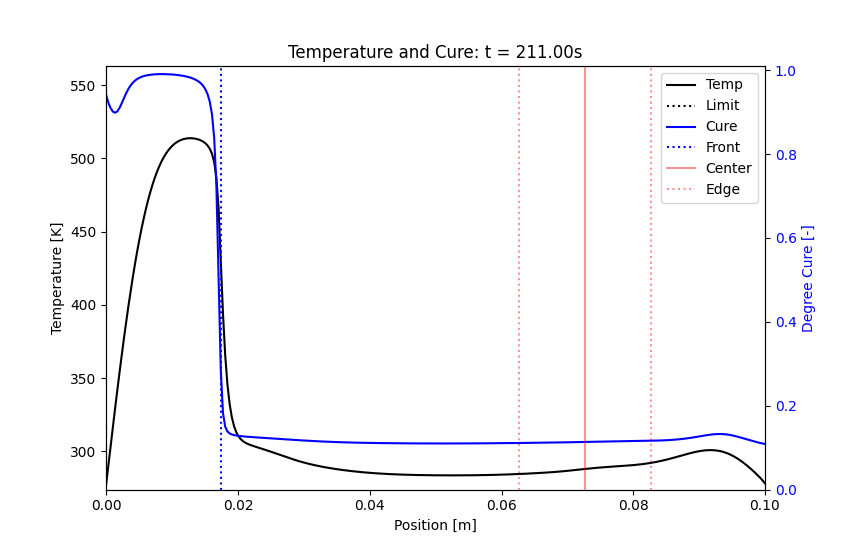 Temperature and Cure: t = 211.00s
Temperature [K]
550
500
450
400
350
300
Temp
Limit
Cure
Front
Center
Edge
1.0
0.8
0.6
0.4
0.2
0.0
Degree Cure [-]
0.00
0.02
0.04
0.06
0.08
0.10
Position [m]